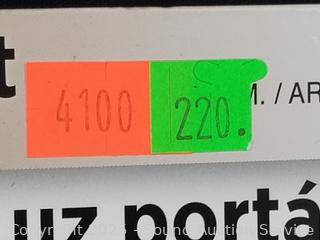 t
4100 220.
M. / AR
uz portá